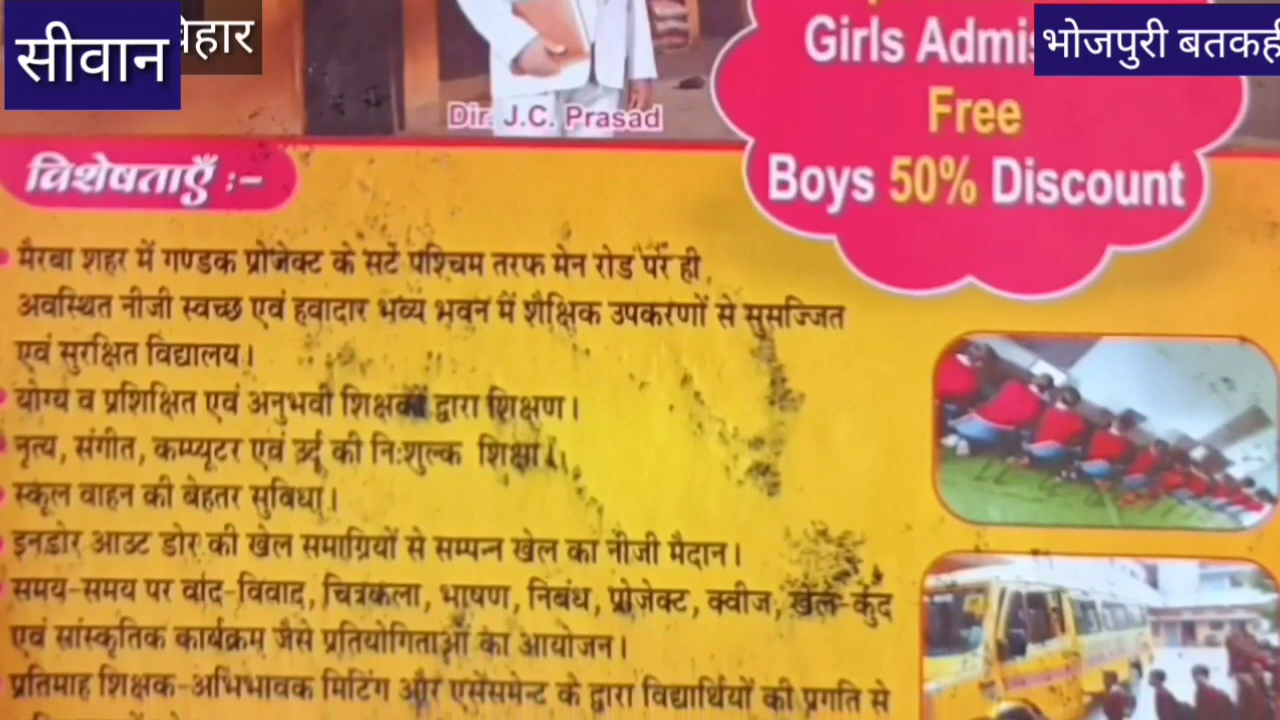 सीवान
बिहार
भोजपुरी बतकही
Girls Admis
Free
Boys 50% Discount
Dir. J.C. Prasad
विशेषताएँ :–
मैरवा शहर में गण्डक प्रोजेक्ट के सटे पश्चिम तरफ मेन रोड पर ही
अवस्थित नीजी स्वच्छ एवं हवादार भव्य भवन में शैक्षिक उपकरणों से सुसज्जित
एवं सुरक्षित विद्यालय।
योग्य व प्रशिक्षित एवं अनुभवी शिक्षकों द्वारा शिक्षण।
नृत्य, संगीत, कम्प्यूटर एवं उर्दू की निःशुल्क शिक्षा।
स्कूल वाहन की बेहतर सुविधा।
इनडोर आउट डोर की खेल समाग्रियों से सम्पन्न खेल का नीजी मैदान।
समय-समय पर वाद-विवाद, चित्रकला, भाषण, निबंध, प्रोजेक्ट, क्वीज, खेल-कुद
एवं सांस्कृतिक कार्यक्रम जैसे प्रतियोगिताओं का आयोजन।
प्रतिमाह शिक्षक-अभिभावक मिटिंग और एसेसमेन्ट के द्वारा विद्यार्थियों की प्रगति से